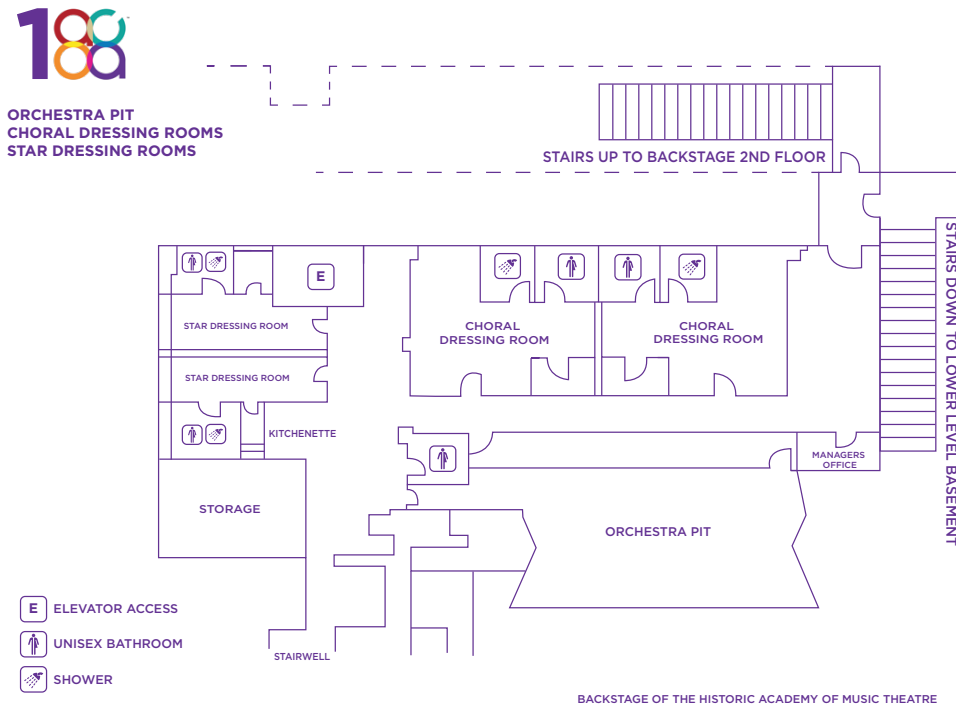 188a
ORCHESTRA PIT
CHORAL DRESSING ROOMS
STAR DRESSING ROOMS
STAIRS UP TO BACKSTAGE 2ND FLOOR
STAIRS DOWN TO LOWER LEVEL BASEMENT
E
STAR DRESSING ROOM
CHORAL
DRESSING ROOM
CHORAL
DRESSING ROOM
STAR DRESSING ROOM
KITCHENETTE
MANAGERS
OFFICE
STORAGE
ORCHESTRA PIT
E ELEVATOR ACCESS
UNISEX BATHROOM
SHOWER
STAIRWELL
BACKSTAGE OF THE HISTORIC ACADEMY OF MUSIC THEATRE